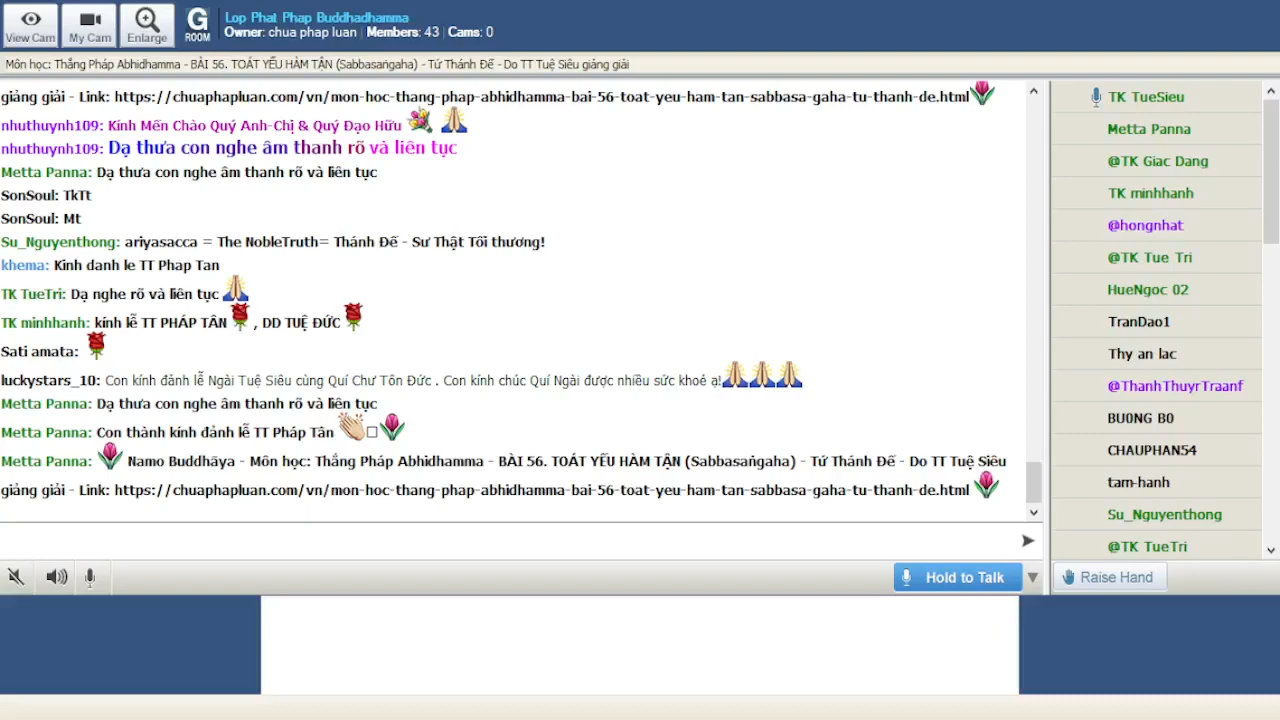 Lop Phat Phap Buddhadhamma
View Cam My Cam Enlarge G ROOM Owner: chua phap luan | Members: 43 | Cams: 0
Môn học: Thắng Pháp Abhidhamma - BÀI 56. TOÁT YẾU HÀM TẬN (Sabbasaṅgaha) - Tứ Thánh Đế - Do TT Tuệ Siêu giảng giải
giảng giải - Link: https://chuaphapluan.com/vn/mon-hoc-thang-phap-abhidhamma-bai-56-toat-yeu-ham-tan-sabbasa-gaha-tu-thanh-de.html
nhuthuynh109: Kính Mến Chào Quý Anh-Chị & Quý Đạo Hữu
nhuthuynh109: Dạ thưa con nghe âm thanh rõ và liên tục
Metta Panna: Dạ thưa con nghe âm thanh rõ và liên tục
SonSoul: TkTt
SonSoul: Mt
Su_Nguyenthong: ariyasacca = The NobleTruth= Thánh Đế - Sư Thật Tối thương!
khema: Kinh danh le TT Phap Tan
TK TueTri: Dạ nghe rõ và liên tục
TK minhhanh: kính lễ TT PHÁP TÂN , DD TUỆ ĐỨC
Sati amata:
luckystars_10: Con kính đảnh lễ Ngài Tuệ Siêu cùng Quí Chư Tôn Đức . Con kính chúc Quí Ngài được nhiều sức khoẻ ạ!
Metta Panna: Dạ thưa con nghe âm thanh rõ và liên tục
Metta Panna: Con thành kính đảnh lễ TT Pháp Tân
Metta Panna: Namo Buddhāya - Môn học: Thắng Pháp Abhidhamma - BÀI 56. TOÁT YẾU HÀM TẬN (Sabbasaṅgaha) - Tứ Thánh Đế - Do TT Tuệ Siêu
giảng giải - Link: https://chuaphapluan.com/vn/mon-hoc-thang-phap-abhidhamma-bai-56-toat-yeu-ham-tan-sabbasa-gaha-tu-thanh-de.html
TK TueSieu
Metta Panna
@TK Giac Dang
TK minhhanh
@hongnhat
@TK Tue Tri
HueNgoc 02
TranDao1
Thy an lac
@ThanhThuyrTraanf
BU0NG B0
CHAUPHAN54
tam-hanh
Su_Nguyenthong
@TK TueTri
Hold to Talk
Raise Hand